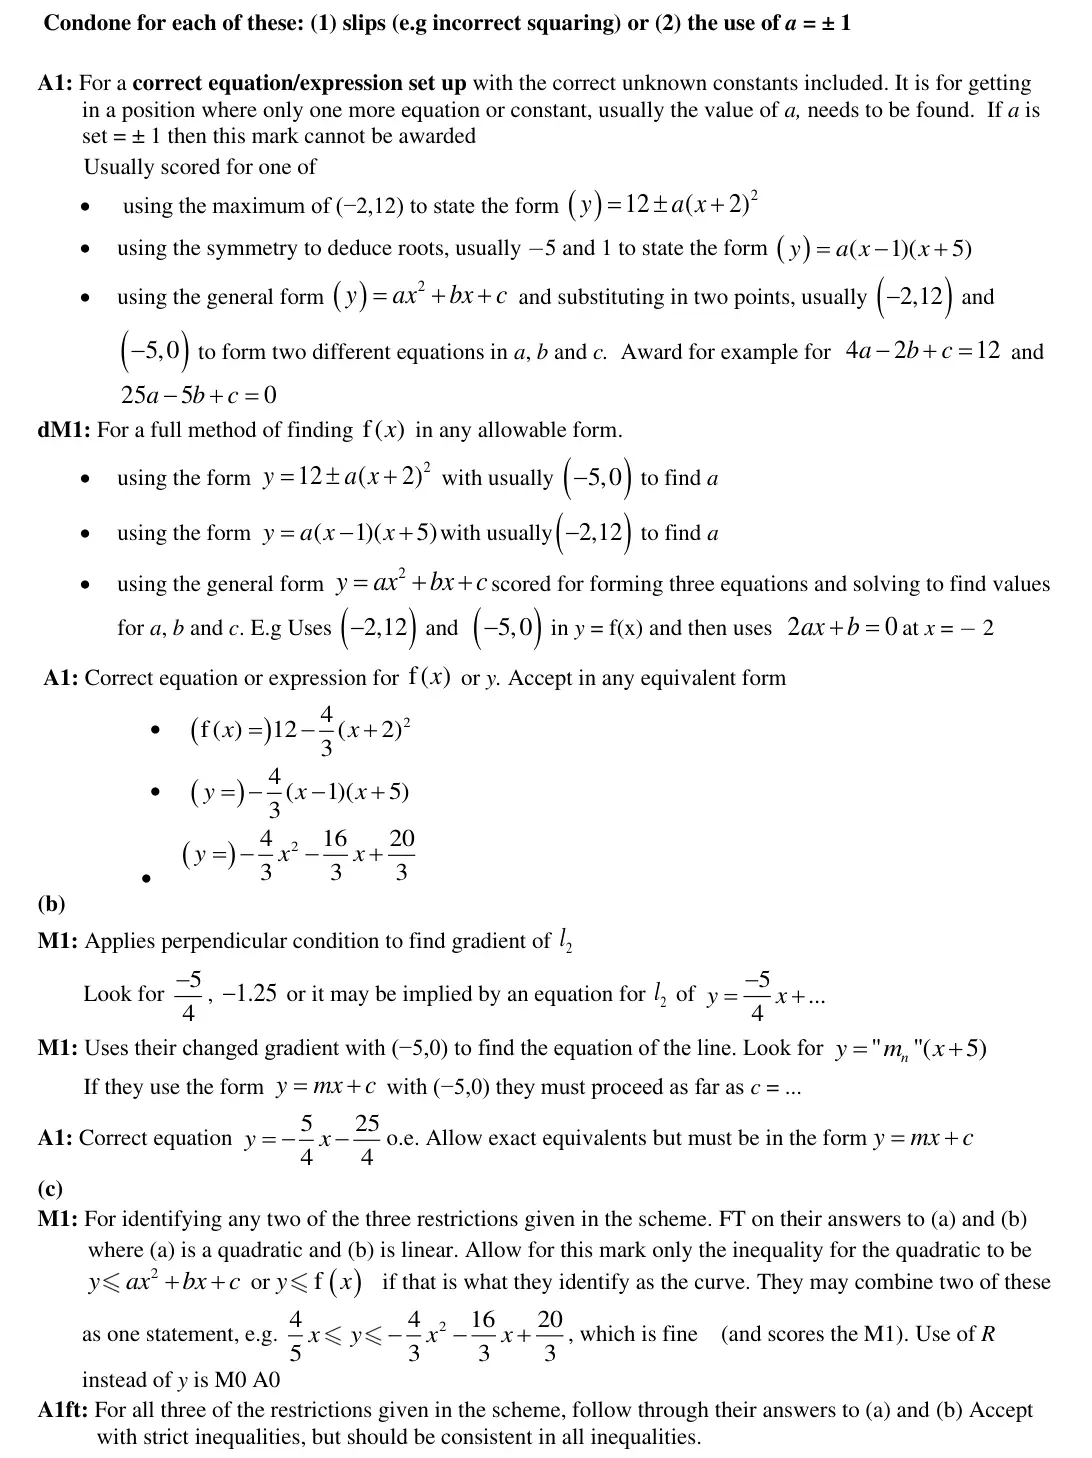 Condone for each of these: (1) slips (e.g incorrect squaring) or (2) the use of a = ± 1
A1: For a correct equation/expression set up with the correct unknown constants included. It is for getting
in a position where only one more equation or constant, usually the value of a, needs to be found. If a is
set = ± 1 then this mark cannot be awarded
Usually scored for one of
• using the maximum of (−2,12) to state the form (y) = 12 ± a(x + 2)²
• using the symmetry to deduce roots, usually −5 and 1 to state the form (y) = a(x − 1)(x + 5)
• using the general form (y) = ax² + bx + c and substituting in two points, usually (−2,12) and
(−5,0) to form two different equations in a, b and c. Award for example for 4a − 2b + c = 12 and
25a − 5b + c = 0
dM1: For a full method of finding f(x) in any allowable form.
• using the form y = 12 ± a(x + 2)² with usually (−5,0) to find a
• using the form y = a(x − 1)(x + 5) with usually (−2,12) to find a
• using the general form y = ax² + bx + c scored for forming three equations and solving to find values
for a, b and c. E.g Uses (−2,12) and (−5,0) in y = f(x) and then uses 2ax + b = 0 at x = − 2
A1: Correct equation or expression for f(x) or y. Accept in any equivalent form
• (f(x) =)12 − 4/3(x + 2)²
• (y =) − 4/3(x − 1)(x + 5)
• (y =) − 4/3x² − 16/3x + 20/3
(b)
M1: Applies perpendicular condition to find gradient of l₂
Look for −5/4, −1.25 or it may be implied by an equation for l₂ of y = −5/4x + ...
M1: Uses their changed gradient with (−5,0) to find the equation of the line. Look for y = "mₙ"(x + 5)
If they use the form y = mx + c with (−5,0) they must proceed as far as c = ...
A1: Correct equation y = − 5/4x − 25/4 o.e. Allow exact equivalents but must be in the form y = mx + c
(c)
M1: For identifying any two of the three restrictions given in the scheme. FT on their answers to (a) and (b)
where (a) is a quadratic and (b) is linear. Allow for this mark only the inequality for the quadratic to be
y ⩽ ax² + bx + c or y ⩽ f(x) if that is what they identify as the curve. They may combine two of these
as one statement, e.g. 4/5x ⩽ y ⩽ − 4/3x² − 16/3x + 20/3, which is fine (and scores the M1). Use of R
instead of y is M0 A0
A1ft: For all three of the restrictions given in the scheme, follow through their answers to (a) and (b) Accept
with strict inequalities, but should be consistent in all inequalities.